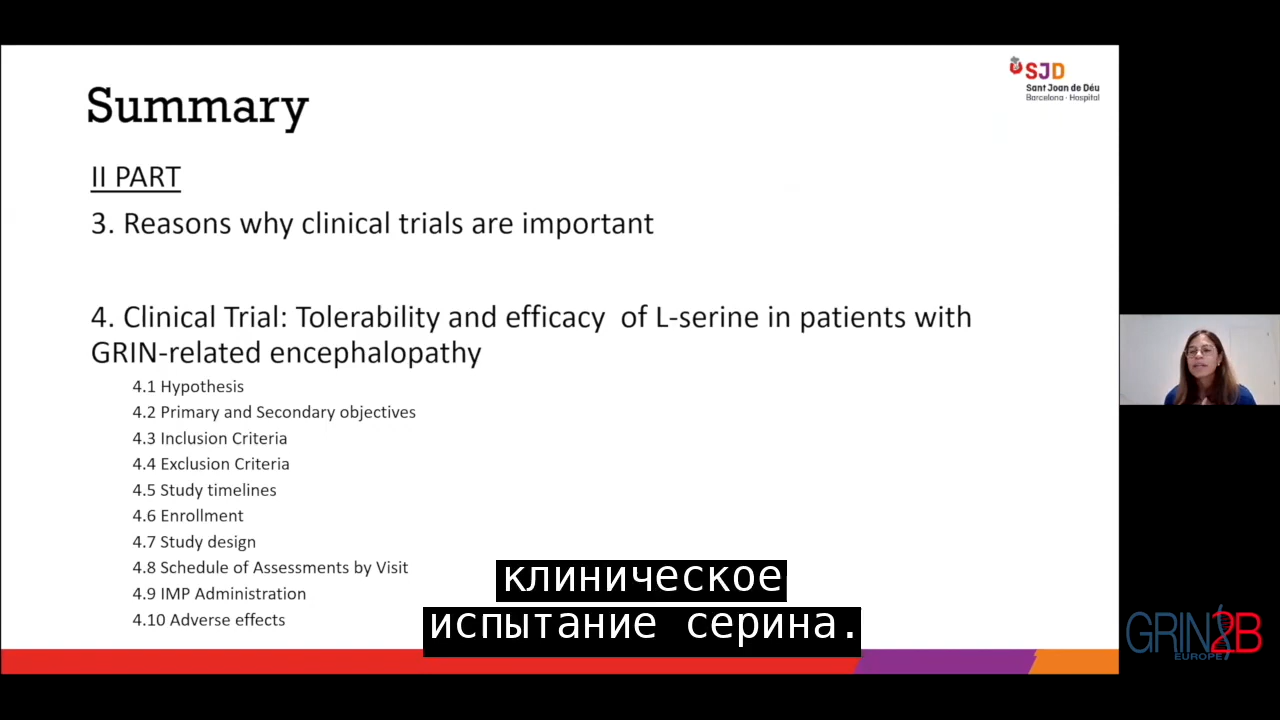 SJD
Sant Joan de Déu
Barcelona · Hospital
Summary
II PART
3. Reasons why clinical trials are important
4. Clinical Trial: Tolerability and efficacy of L-serine in patients with
GRIN-related encephalopathy
4.1 Hypothesis
4.2 Primary and Secondary objectives
4.3 Inclusion Criteria
4.4 Exclusion Criteria
4.5 Study timelines
4.6 Enrollment
4.7 Study design
4.8 Schedule of Assessments by Visit
4.9 IMP Administration
4.10 Adverse effects
клиническое
испытание серина.
GRIN2B
EUROPE